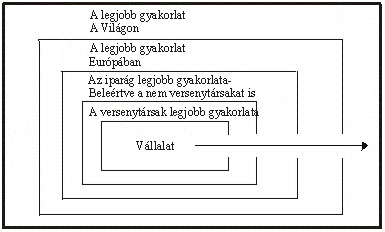 A legjobb gyakorlat
A Világon
A legjobb gyakorlat
Európában
Az iparág legjobb gyakorlata-
Beleértve a nem versenytársakat is
A versenytársak legjobb gyakorlata
Vállalat